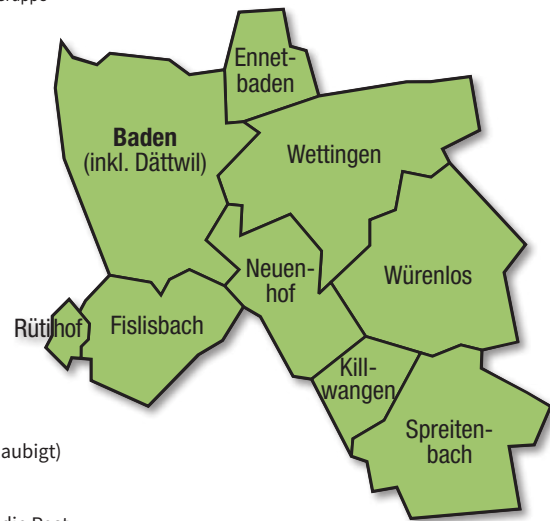 Ennet-
baden
Baden
(inkl. Dättwil)
Wettingen
Neuen-
hof
Würenlos
Rütihof
Fislisbach
Kill-
wangen
Spreiten-
bach
aubigt)